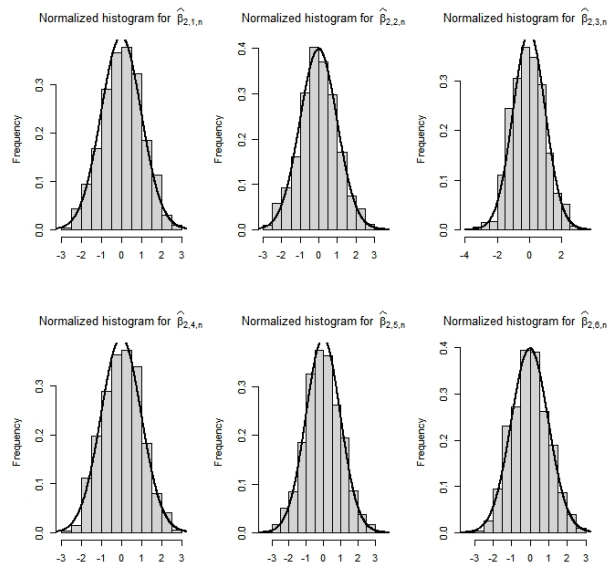 Normalized histogram for β̂2,1,n
Normalized histogram for β̂2,2,n
Normalized histogram for β̂2,3,n
Frequency
0.0 0.1 0.2 0.3
-3 -2 -1 0 1 2 3
Frequency
0.0 0.1 0.2 0.3 0.4
-3 -2 -1 0 1 2 3
Frequency
0.0 0.1 0.2 0.3
-4 -2 0 2
Normalized histogram for β̂2,4,n
Normalized histogram for β̂2,5,n
Normalized histogram for β̂2,6,n
Frequency
0.0 0.1 0.2 0.3
-3 -2 -1 0 1 2 3
Frequency
0.0 0.1 0.2 0.3
-3 -2 -1 0 1 2 3
Frequency
0.0 0.1 0.2 0.3 0.4
-3 -2 -1 0 1 2 3